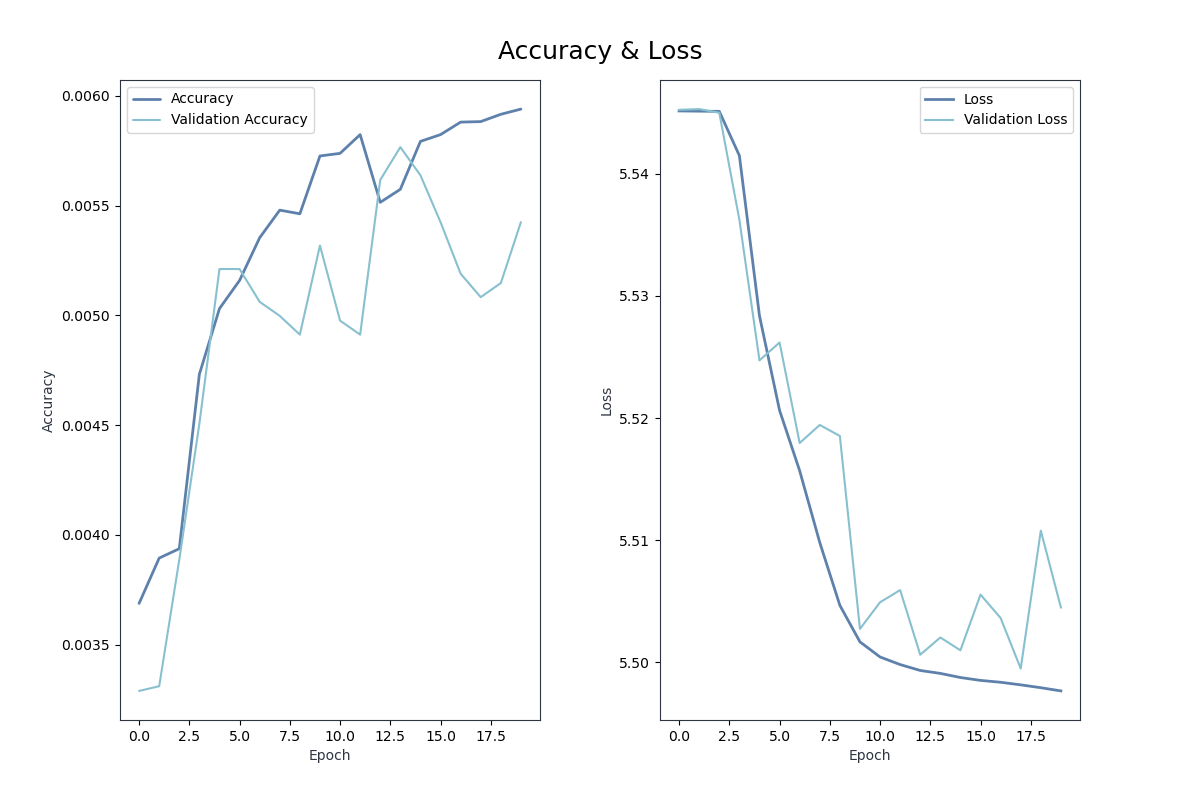 Accuracy & Loss
Accuracy
Validation Accuracy
0.0060
0.0055
0.0050
0.0045
0.0040
0.0035
Accuracy
0.0 2.5 5.0 7.5 10.0 12.5 15.0 17.5
Epoch
Loss
Validation Loss
5.54
5.53
5.52
5.51
5.50
Loss
0.0 2.5 5.0 7.5 10.0 12.5 15.0 17.5
Epoch